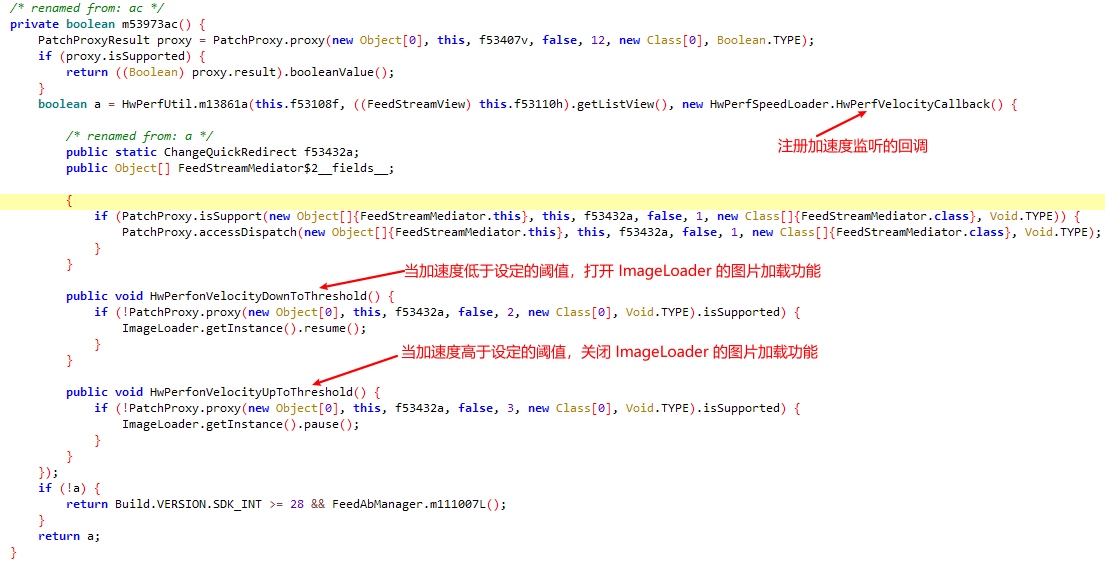 /* renamed from: ac */
private boolean m53973ac() {
PatchProxyResult proxy = PatchProxy.proxy(new Object[0], this, f53407v, false, 12, new Class[0], Boolean.TYPE);
if (proxy.isSupported) {
return ((Boolean) proxy.result).booleanValue();
}
boolean a = HwPerfUtil.m13861a(this.f53108f, ((FeedStreamView) this.f53110h).getListView(), new HwPerfSpeedLoader.HwPerfVelocityCallback() {
注册加速度监听的回调
/* renamed from: a */
public static ChangeQuickRedirect f53432a;
public Object[] FeedStreamMediator$2__fields__;
{
if (PatchProxy.isSupport(new Object[]{FeedStreamMediator.this}, this, f53432a, false, 1, new Class[]{FeedStreamMediator.class}, Void.TYPE)) {
PatchProxy.accessDispatch(new Object[]{FeedStreamMediator.this}, this, f53432a, false, 1, new Class[]{FeedStreamMediator.class}, Void.TYPE);
}
}
当加速度低于设定的阈值，打开 ImageLoader 的图片加载功能
public void HwPerfonVelocityDownToThreshold() {
if (!PatchProxy.proxy(new Object[0], this, f53432a, false, 2, new Class[0], Void.TYPE).isSupported) {
ImageLoader.getInstance().resume();
}
}
当加速度高于设定的阈值，关闭 ImageLoader 的图片加载功能
public void HwPerfonVelocityUpToThreshold() {
if (!PatchProxy.proxy(new Object[0], this, f53432a, false, 3, new Class[0], Void.TYPE).isSupported) {
ImageLoader.getInstance().pause();
}
}
});
if (!a) {
return Build.VERSION.SDK_INT >= 28 && FeedAbManager.m111007L();
}
return a;
}